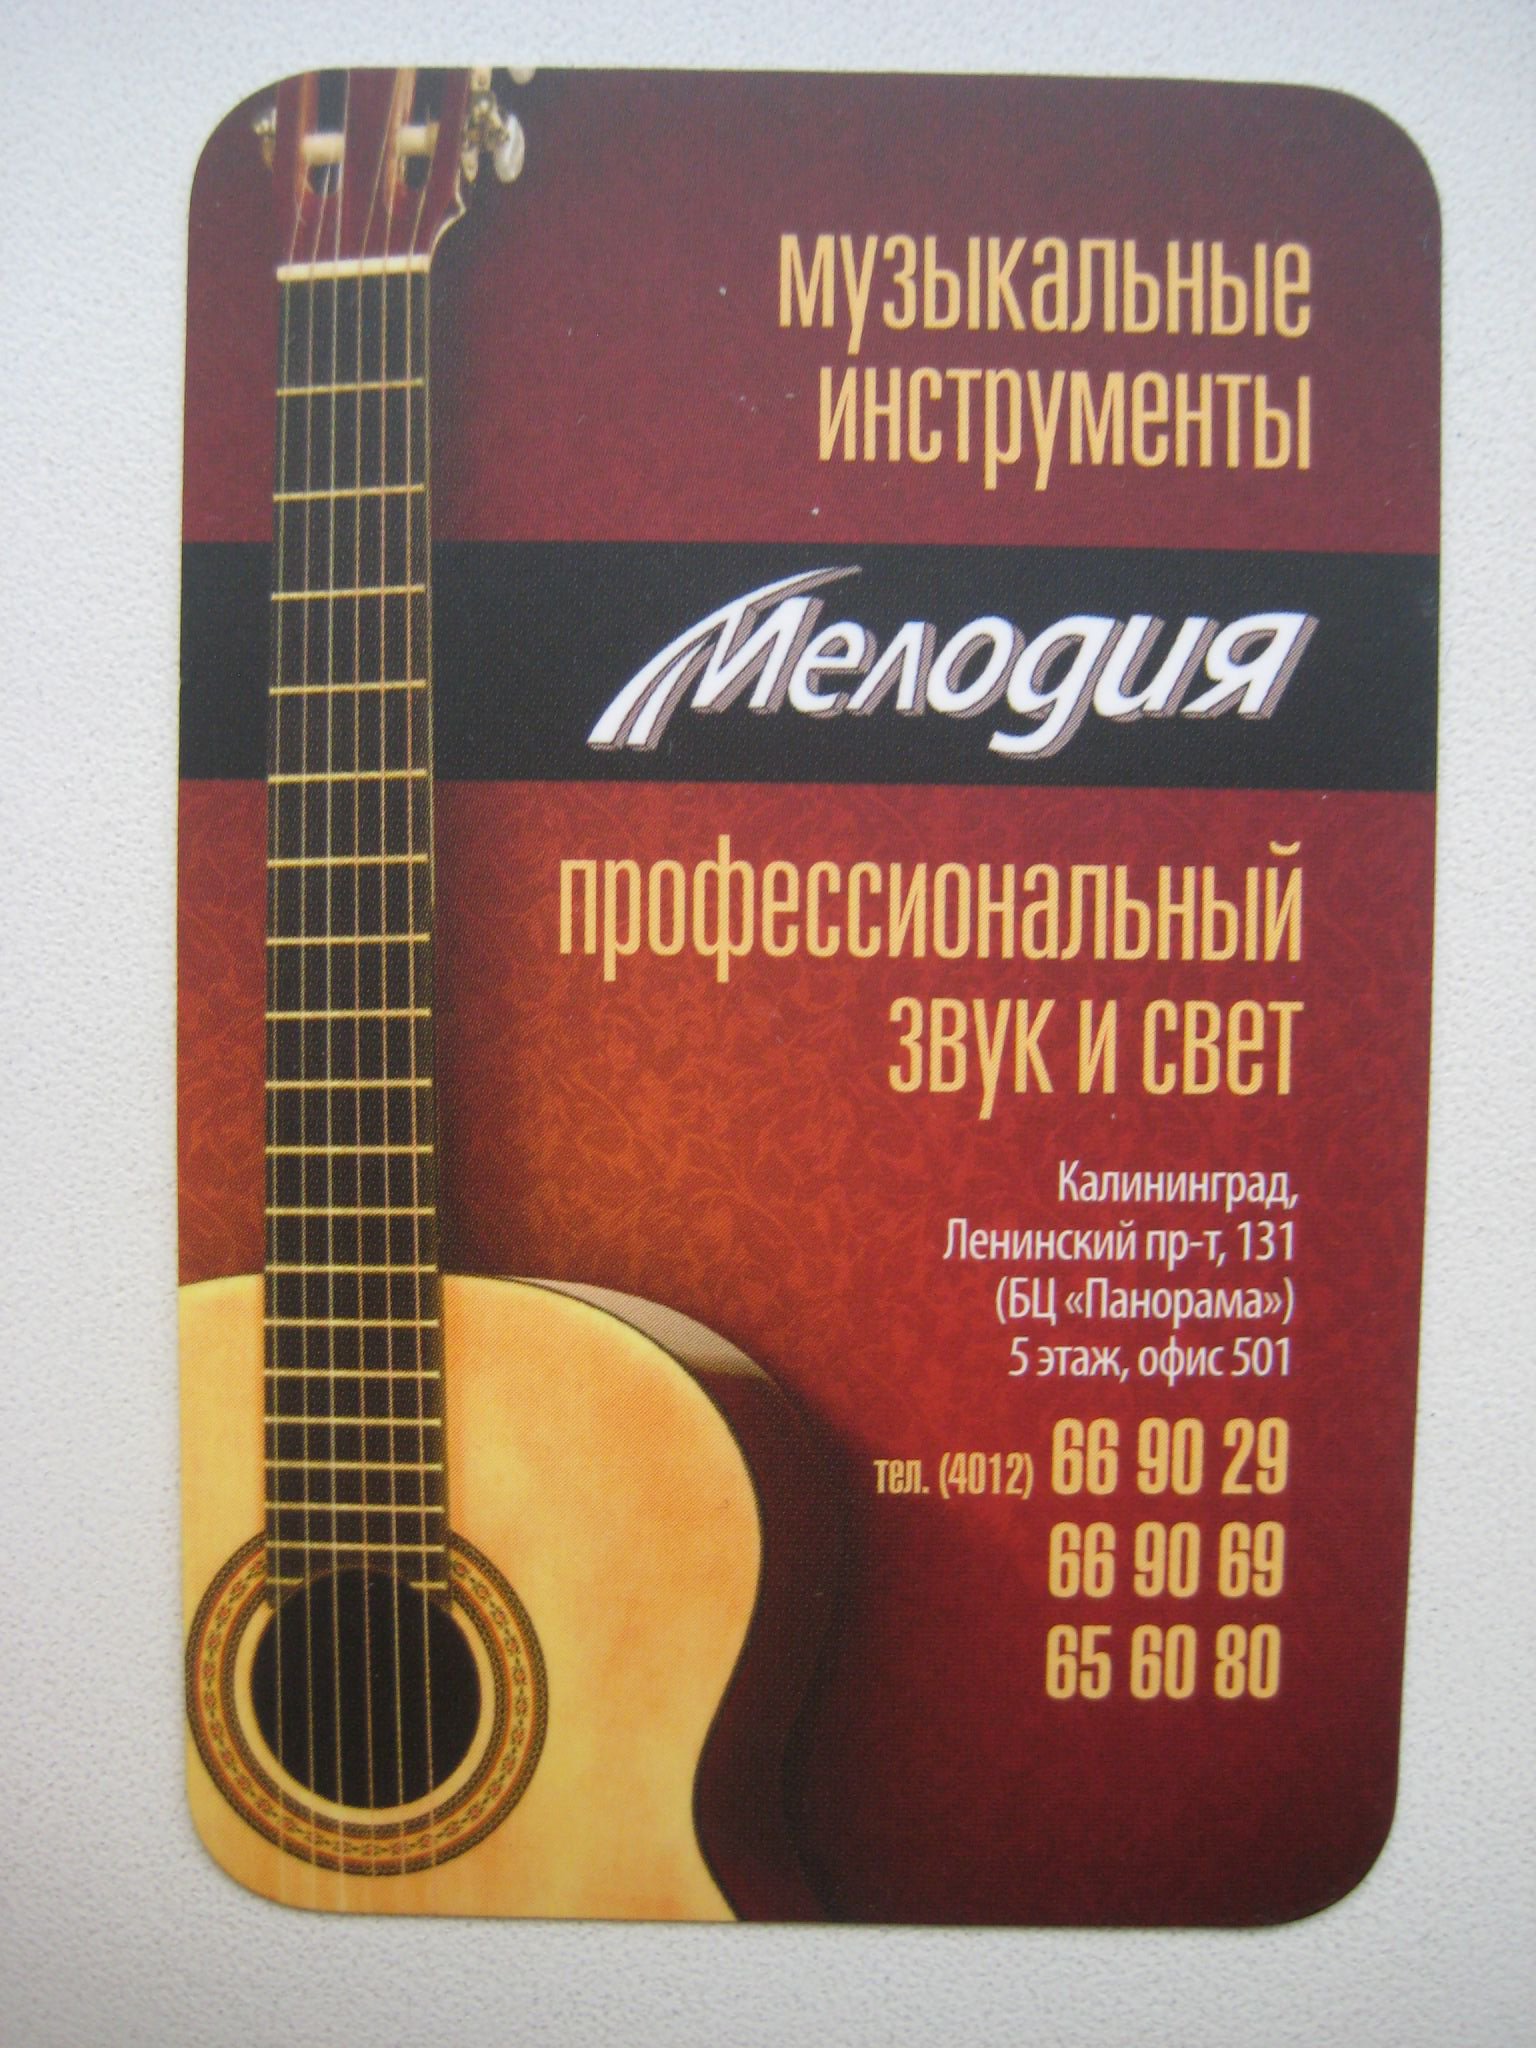 музыкальные
инструменты
Мелодия
профессиональный
звук и свет
Калининград,
Ленинский пр-т, 131
(БЦ «Панорама»)
5 этаж, офис 501
тел. (4012) 66 90 29
66 90 69
65 60 80